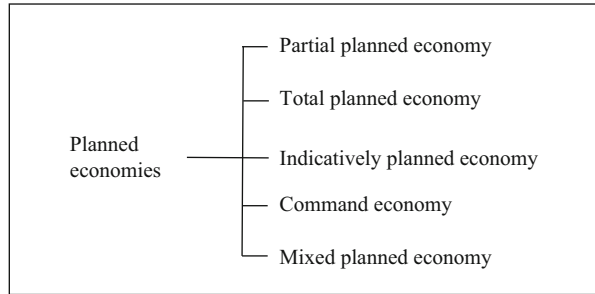 Partial planned economy
Total planned economy
Planned
economies
Indicatively planned economy
Command economy
Mixed planned economy